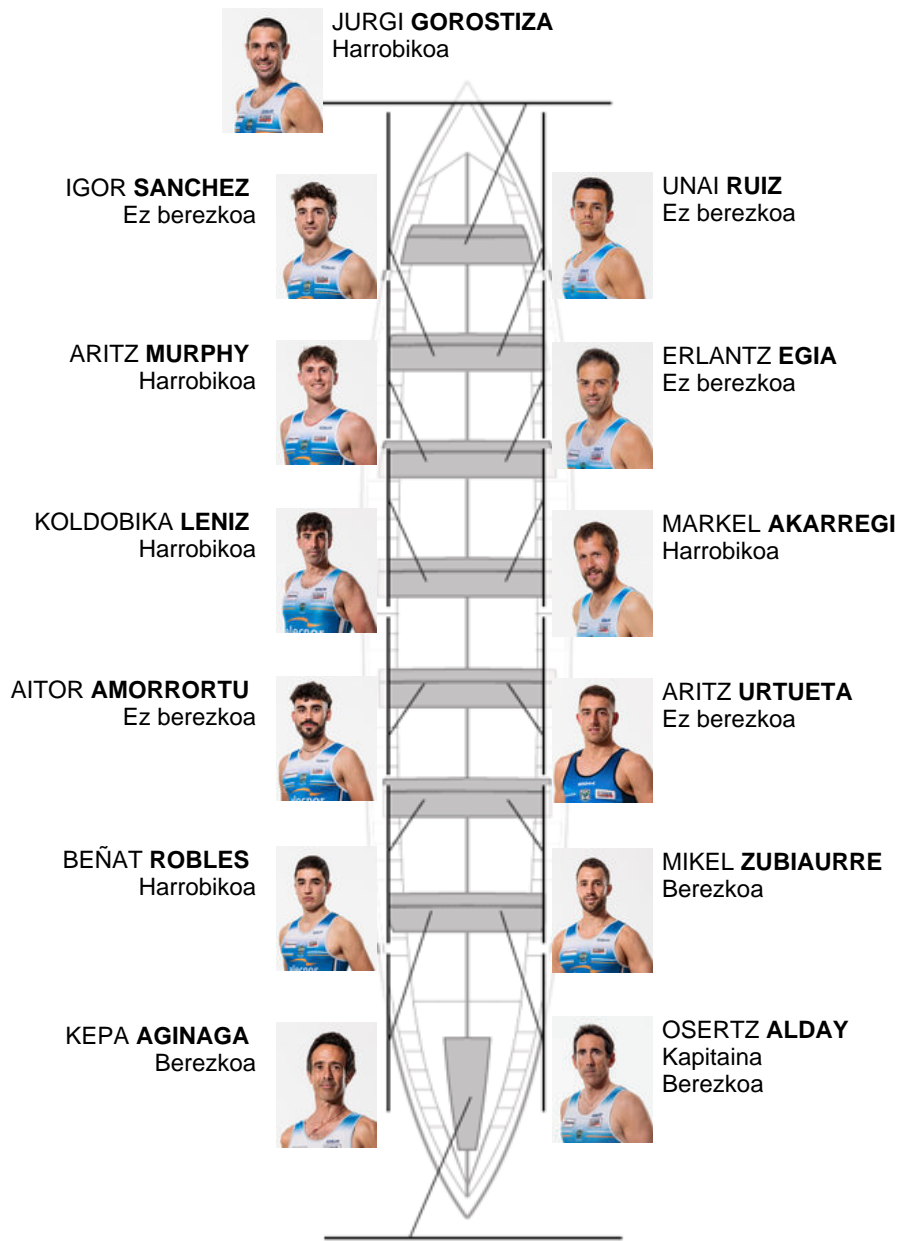 JURGI GOROSTIZA
Harrobikoa
IGOR SANCHEZ
Ez berezkoa
UNAI RUIZ
Ez berezkoa
ARITZ MURPHY
Harrobikoa
ERLANTZ EGIA
Ez berezkoa
KOLDOBIKA LENIZ
Harrobikoa
MARKEL AKARREGI
Harrobikoa
AITOR AMORRORTU
Ez berezkoa
ARITZ URTUETA
Ez berezkoa
BEÑAT ROBLES
Harrobikoa
MIKEL ZUBIAURRE
Berezkoa
KEPA AGINAGA
Berezkoa
OSERTZ ALDAY
Kapitaina
Berezkoa